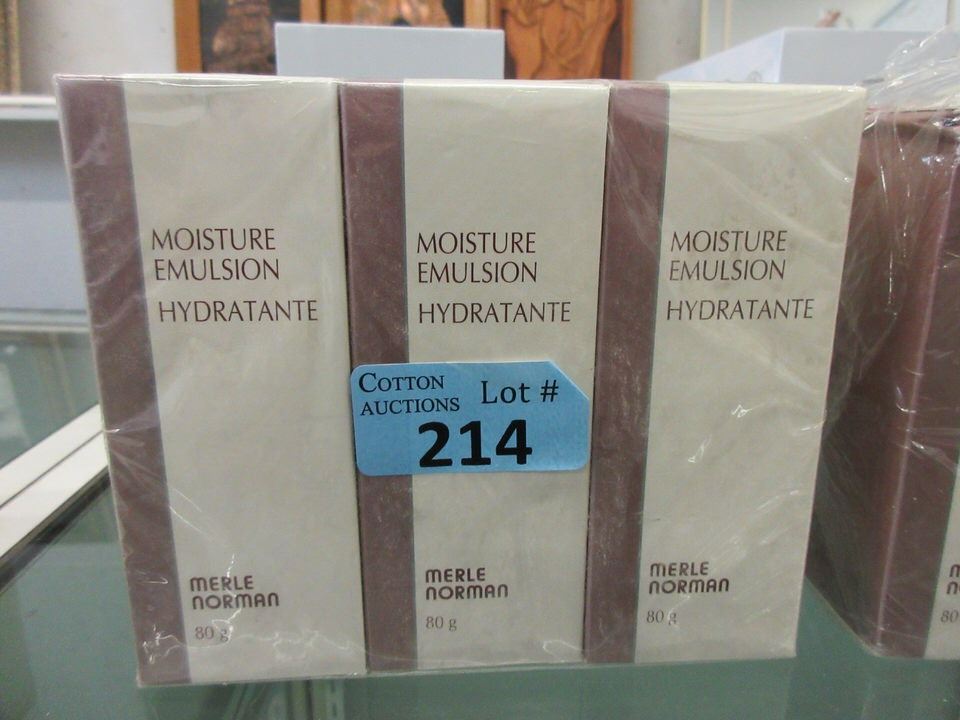 MOISTURE
EMULSION
HYDRATANTE
MERLE
NORMAN
80 g
MOISTURE
EMULSION
HYDRATANTE
COTTON
AUCTIONS
Lot #
214
MERLE
NORMAN
80 g
MOISTURE
EMULSION
HYDRATANTE
MERLE
NORMAN
80 g
80